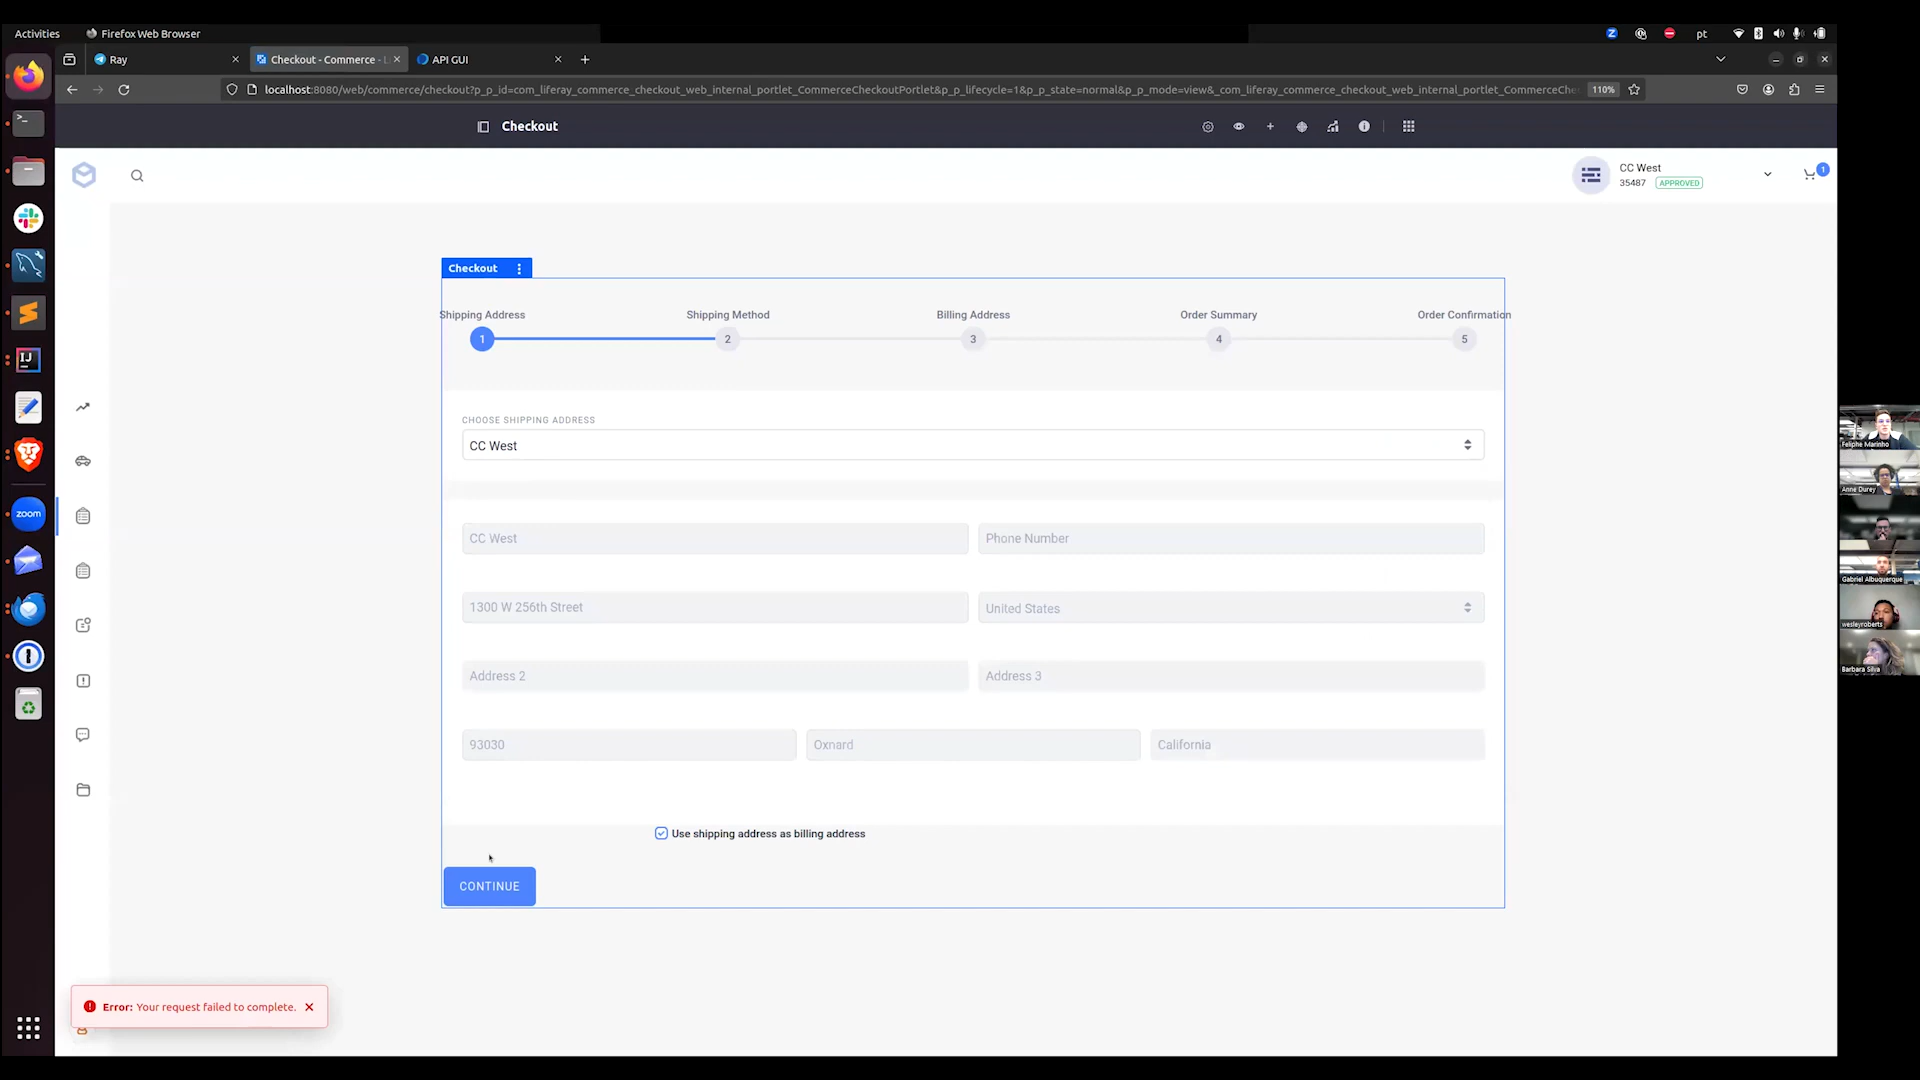 Activities
Firefox Web Browser
pt
Ray
Checkout - Commerce - L
API GUI
localhost:8080/web/commerce/checkout?p_p_id=com_liferay_commerce_checkout_web_internal_portlet_CommerceCheckoutPortlet&p_p_lifecycle=1&p_p_state=normal&p_p_mode=view&_com_liferay_commerce_checkout_web_internal_portlet_CommerceChe
110%
Checkout
CC West
35487
APPROVED
1
Checkout
Shipping Address
Shipping Method
Billing Address
Order Summary
Order Confirmation
1
2
3
4
5
CHOOSE SHIPPING ADDRESS
CC West
CC West
Phone Number
1300 W 256th Street
United States
Address 2
Address 3
93030
Oxnard
California
Use shipping address as billing address
CONTINUE
Error: Your request failed to complete.
zoom
Feliphe Marinho
Anne Durey
Gabriel Albuquerque
wesleyroberts
Barbara Silva